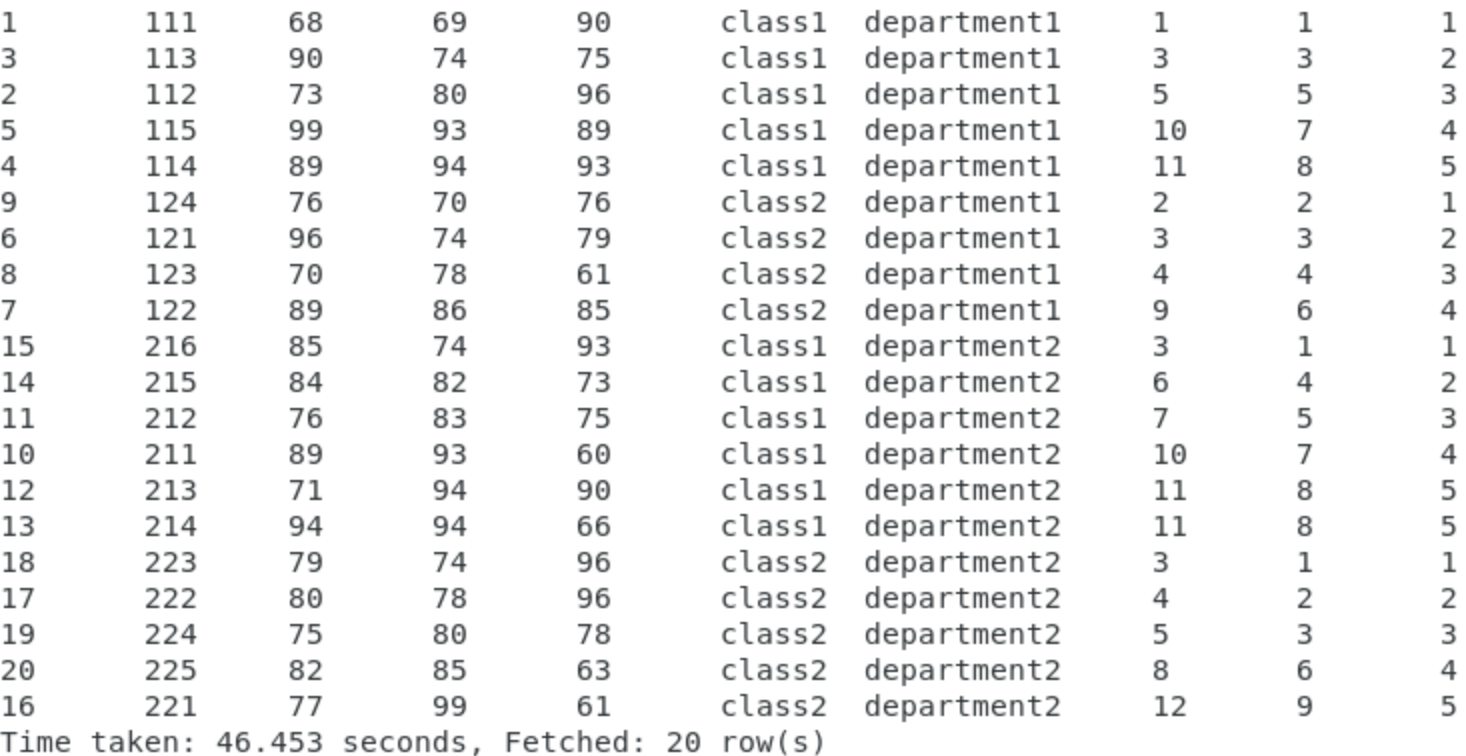 1 111 68 69 90 class1 department1 1 1 1
3 113 90 74 75 class1 department1 3 3 2
2 112 73 80 96 class1 department1 5 5 3
5 115 99 93 89 class1 department1 10 7 4
4 114 89 94 93 class1 department1 11 8 5
9 124 76 70 76 class2 department1 2 2 1
6 121 96 74 79 class2 department1 3 3 2
8 123 70 78 61 class2 department1 4 4 3
7 122 89 86 85 class2 department1 9 6 4
15 216 85 74 93 class1 department2 3 1 1
14 215 84 82 73 class1 department2 6 4 2
11 212 76 83 75 class1 department2 7 5 3
10 211 89 93 60 class1 department2 10 7 4
12 213 71 94 90 class1 department2 11 8 5
13 214 94 94 66 class1 department2 11 8 5
18 223 79 74 96 class2 department2 3 1 1
17 222 80 78 96 class2 department2 4 2 2
19 224 75 80 78 class2 department2 5 3 3
20 225 82 85 63 class2 department2 8 6 4
16 221 77 99 61 class2 department2 12 9 5
Time taken: 46.453 seconds, Fetched: 20 row(s)